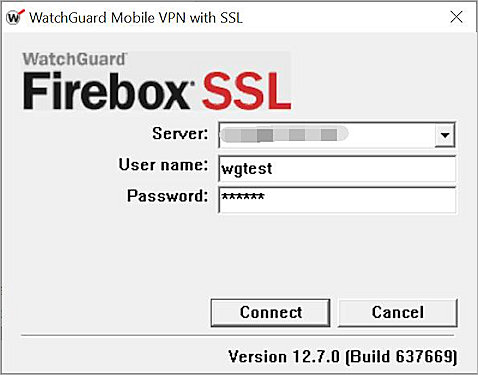 WatchGuard Mobile VPN with SSL
WatchGuard
Firebox SSL
Server:
User name: wgtest
Password: ******
Connect Cancel
Version 12.7.0 (Build 637669)